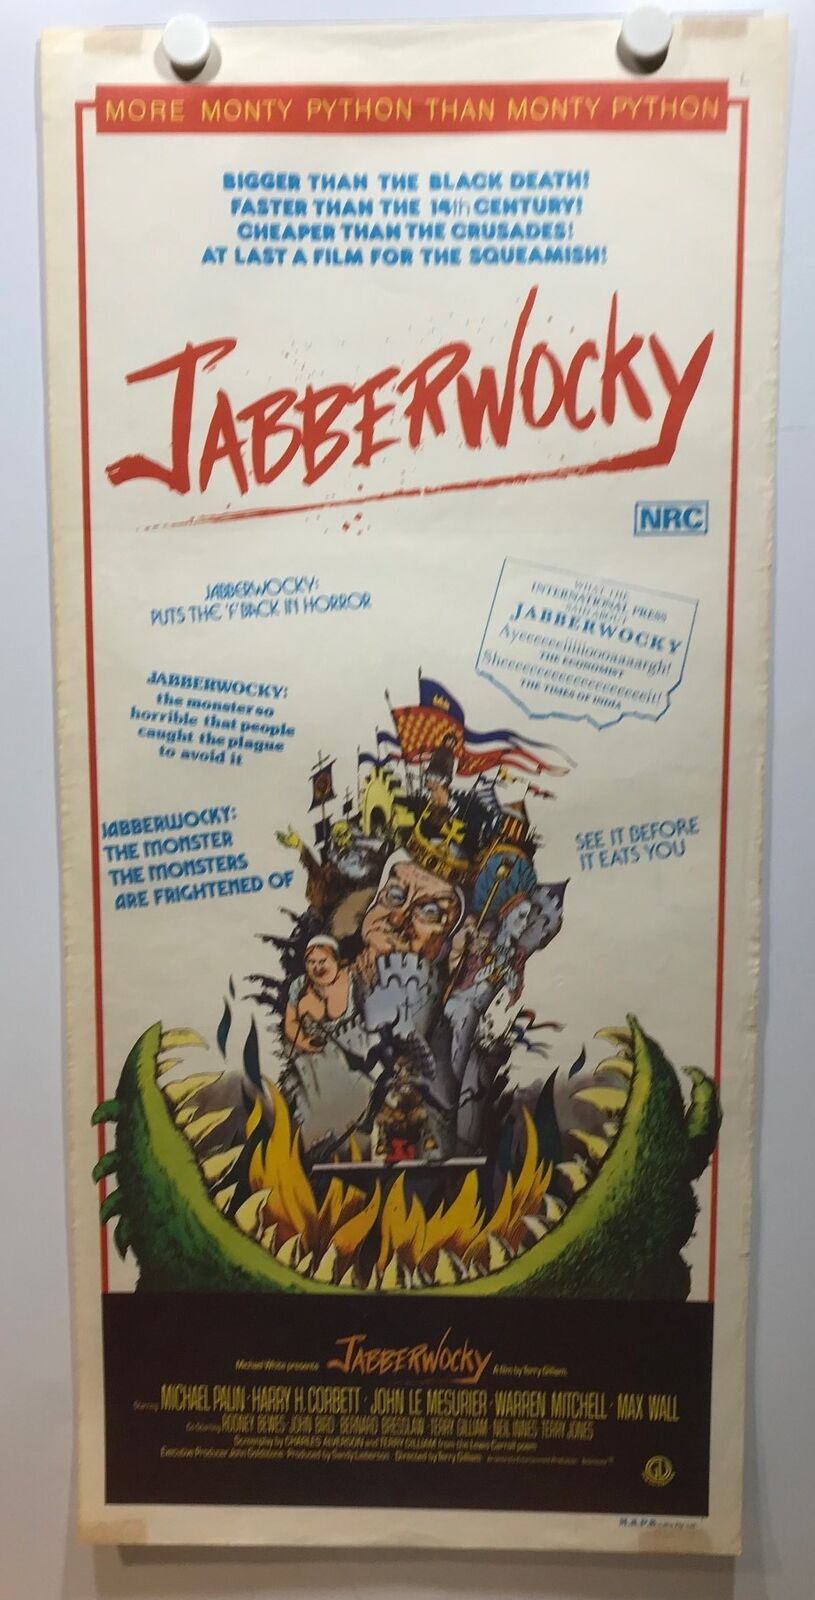 MORE MONTY PYTHON THAN MONTY PYTHON
BIGGER THAN THE BLACK DEATH!
FASTER THAN THE 14th CENTURY!
CHEAPER THAN THE CRUSADES!
AT LAST A FILM FOR THE SQUEAMISH!
JABBERWOCKY
NRC
JABBERWOCKY:
PUTS THE 'F' BACK IN HORROR
WHAT THE
INTERNATIONAL PRESS
SAID ABOUT
JABBERWOCKY
Ayeeeeeeiiiiiioooaaaargh!
THE ECONOMIST
Sheeeeeeeeeeeeeeeeeeeeeit!
THE TIMES OF INDIA
JABBERWOCKY:
the monster so
horrible that people
caught the plague
to avoid it
JABBERWOCKY:
THE MONSTER
THE MONSTERS
ARE FRIGHTENED OF
SEE IT BEFORE
IT EATS YOU
Michael White presents JABBERWOCKY A film by Terry Gilliam.
Starring MICHAEL PALIN · HARRY H. CORBETT · JOHN LE MESURIER · WARREN MITCHELL · MAX WALL
Co-Starring RODNEY BEWES · JOHN BIRD · BERNARD BRESSLAW · TERRY GILLIAM · NEIL INNES · TERRY JONES
Screenplay by CHARLES ALVERSON and TERRY GILLIAM from the Lewis Carroll poem
Executive Producer John Goldstone · Produced by Sandy Lieberson · Directed by Terry Gilliam
M.A.P.S.